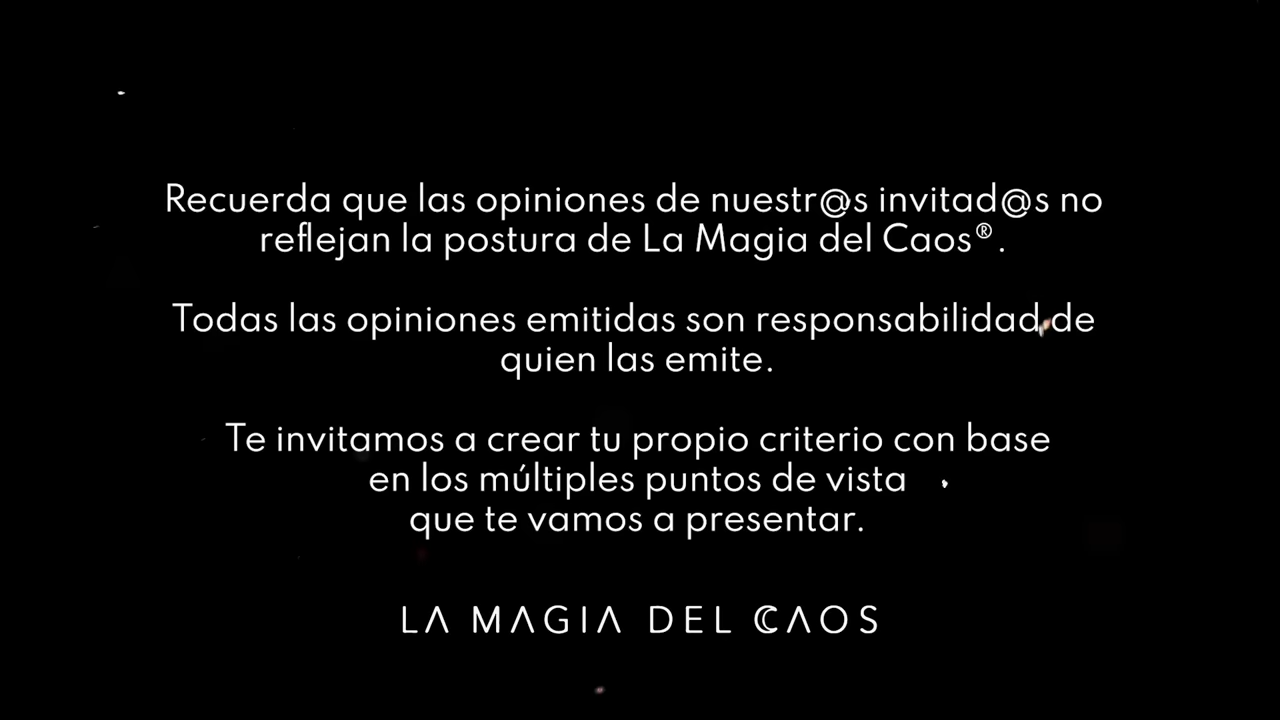 Recuerda que las opiniones de nuestr@s invitad@s no
reflejan la postura de La Magia del Caos®.
Todas las opiniones emitidas son responsabilidad de
quien las emite.
Te invitamos a crear tu propio criterio con base
en los múltiples puntos de vista
que te vamos a presentar.
LA MAGIA DEL CAOS